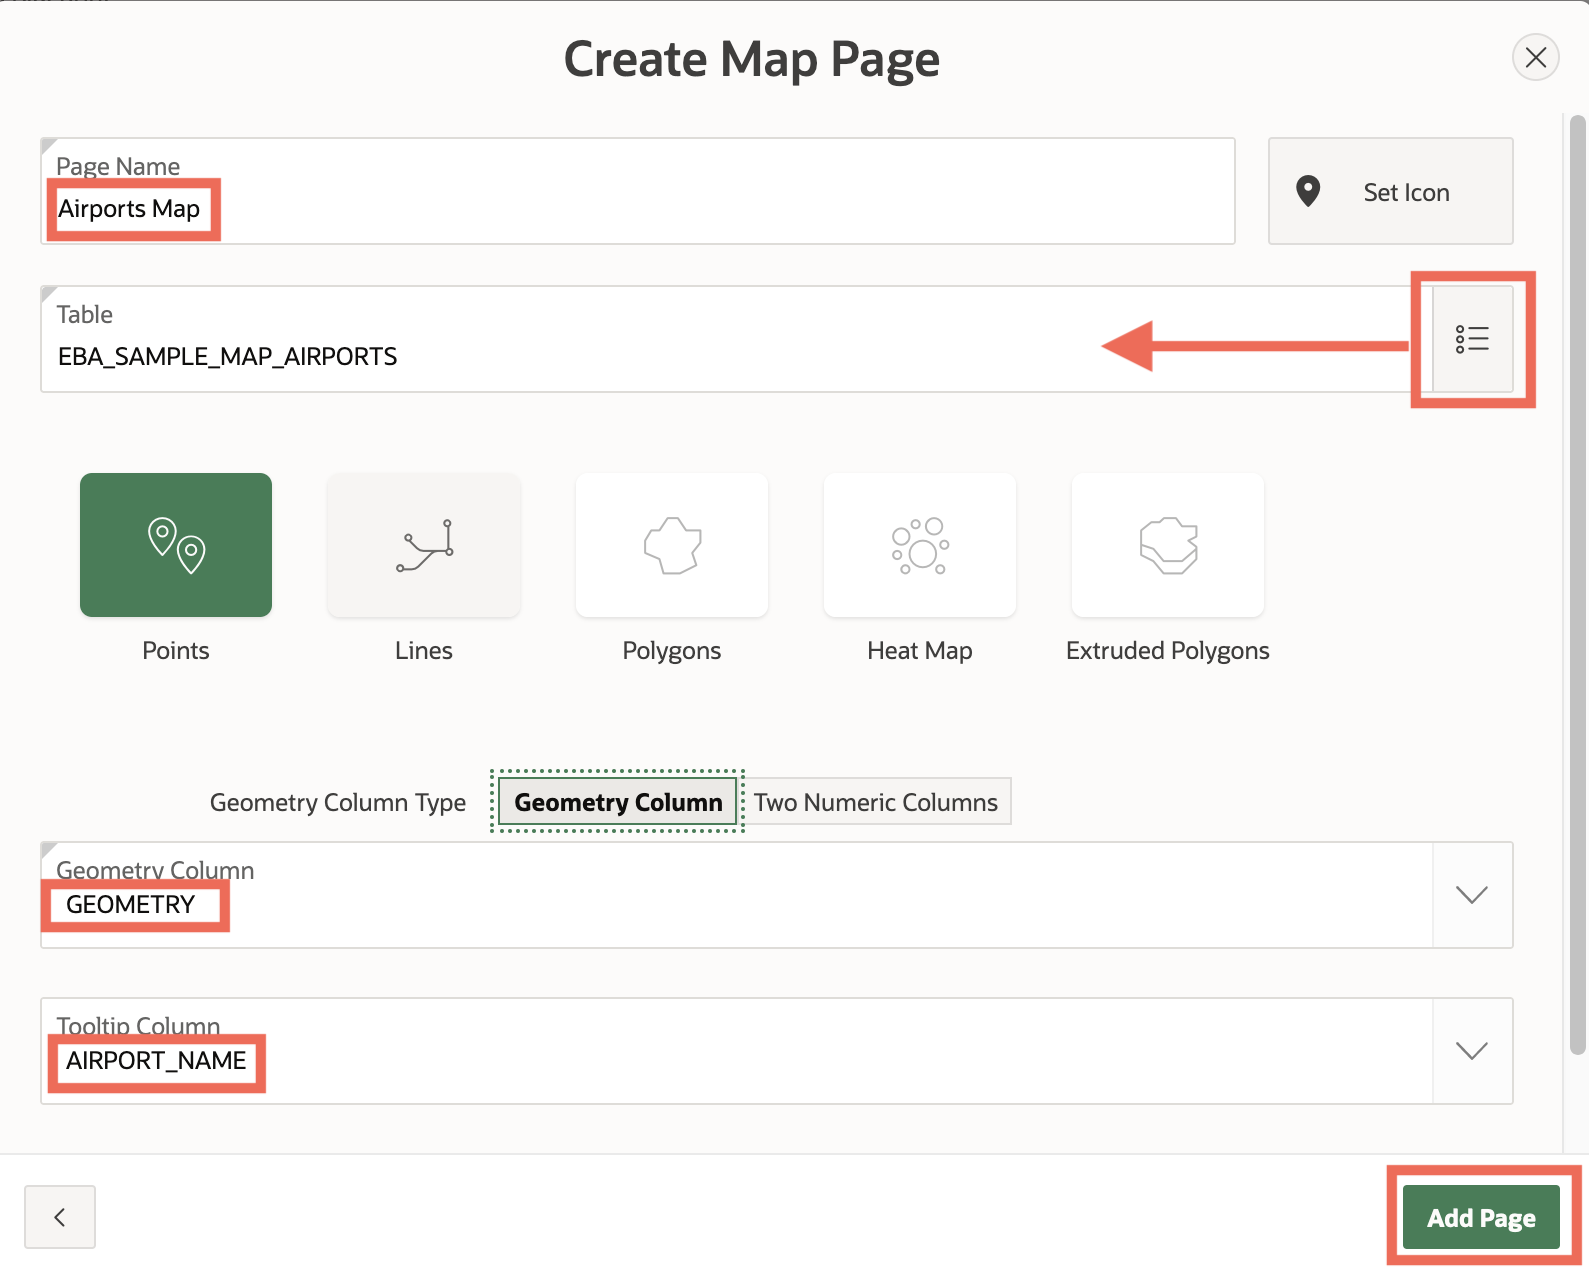 Create Map Page
Page Name
Airports Map
Set Icon
Table
EBA_SAMPLE_MAP_AIRPORTS
Points
Lines
Polygons
Heat Map
Extruded Polygons
Geometry Column Type
Geometry Column
Two Numeric Columns
Geometry Column
GEOMETRY
Tooltip Column
AIRPORT_NAME
Add Page